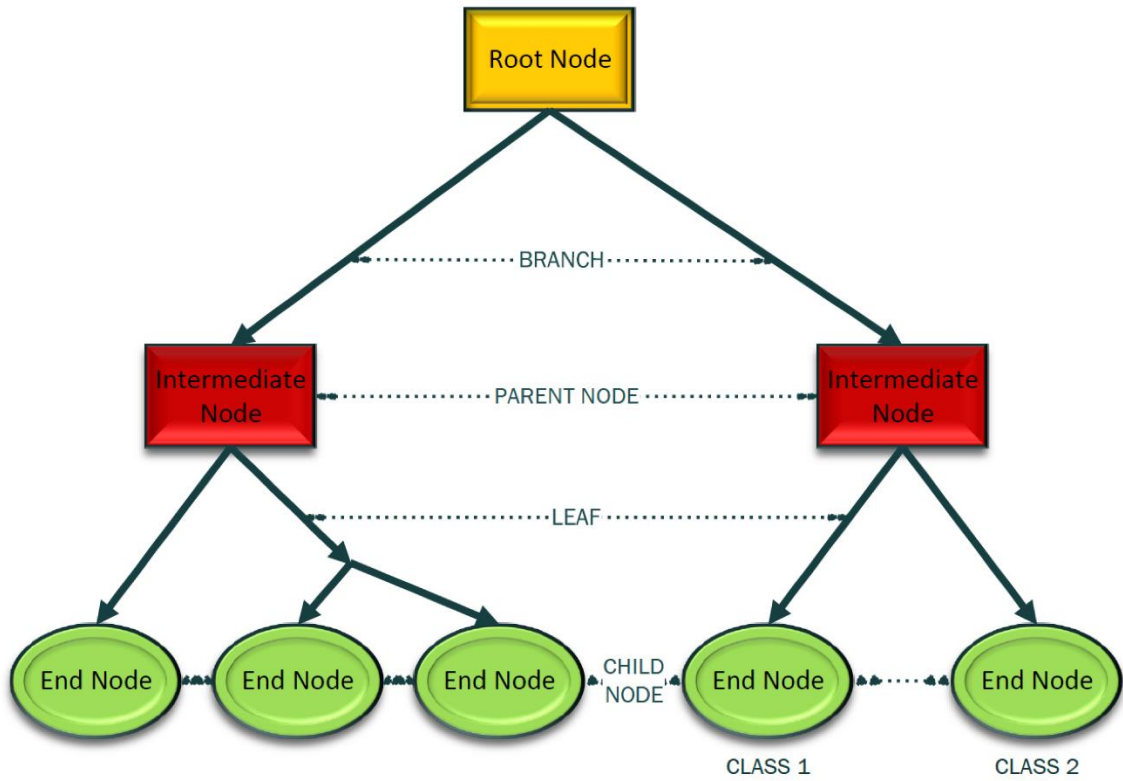 Root Node
BRANCH
Intermediate
Node
PARENT NODE
Intermediate
Node
LEAF
End Node
End Node
End Node
CHILD
NODE
End Node
End Node
CLASS 1
CLASS 2